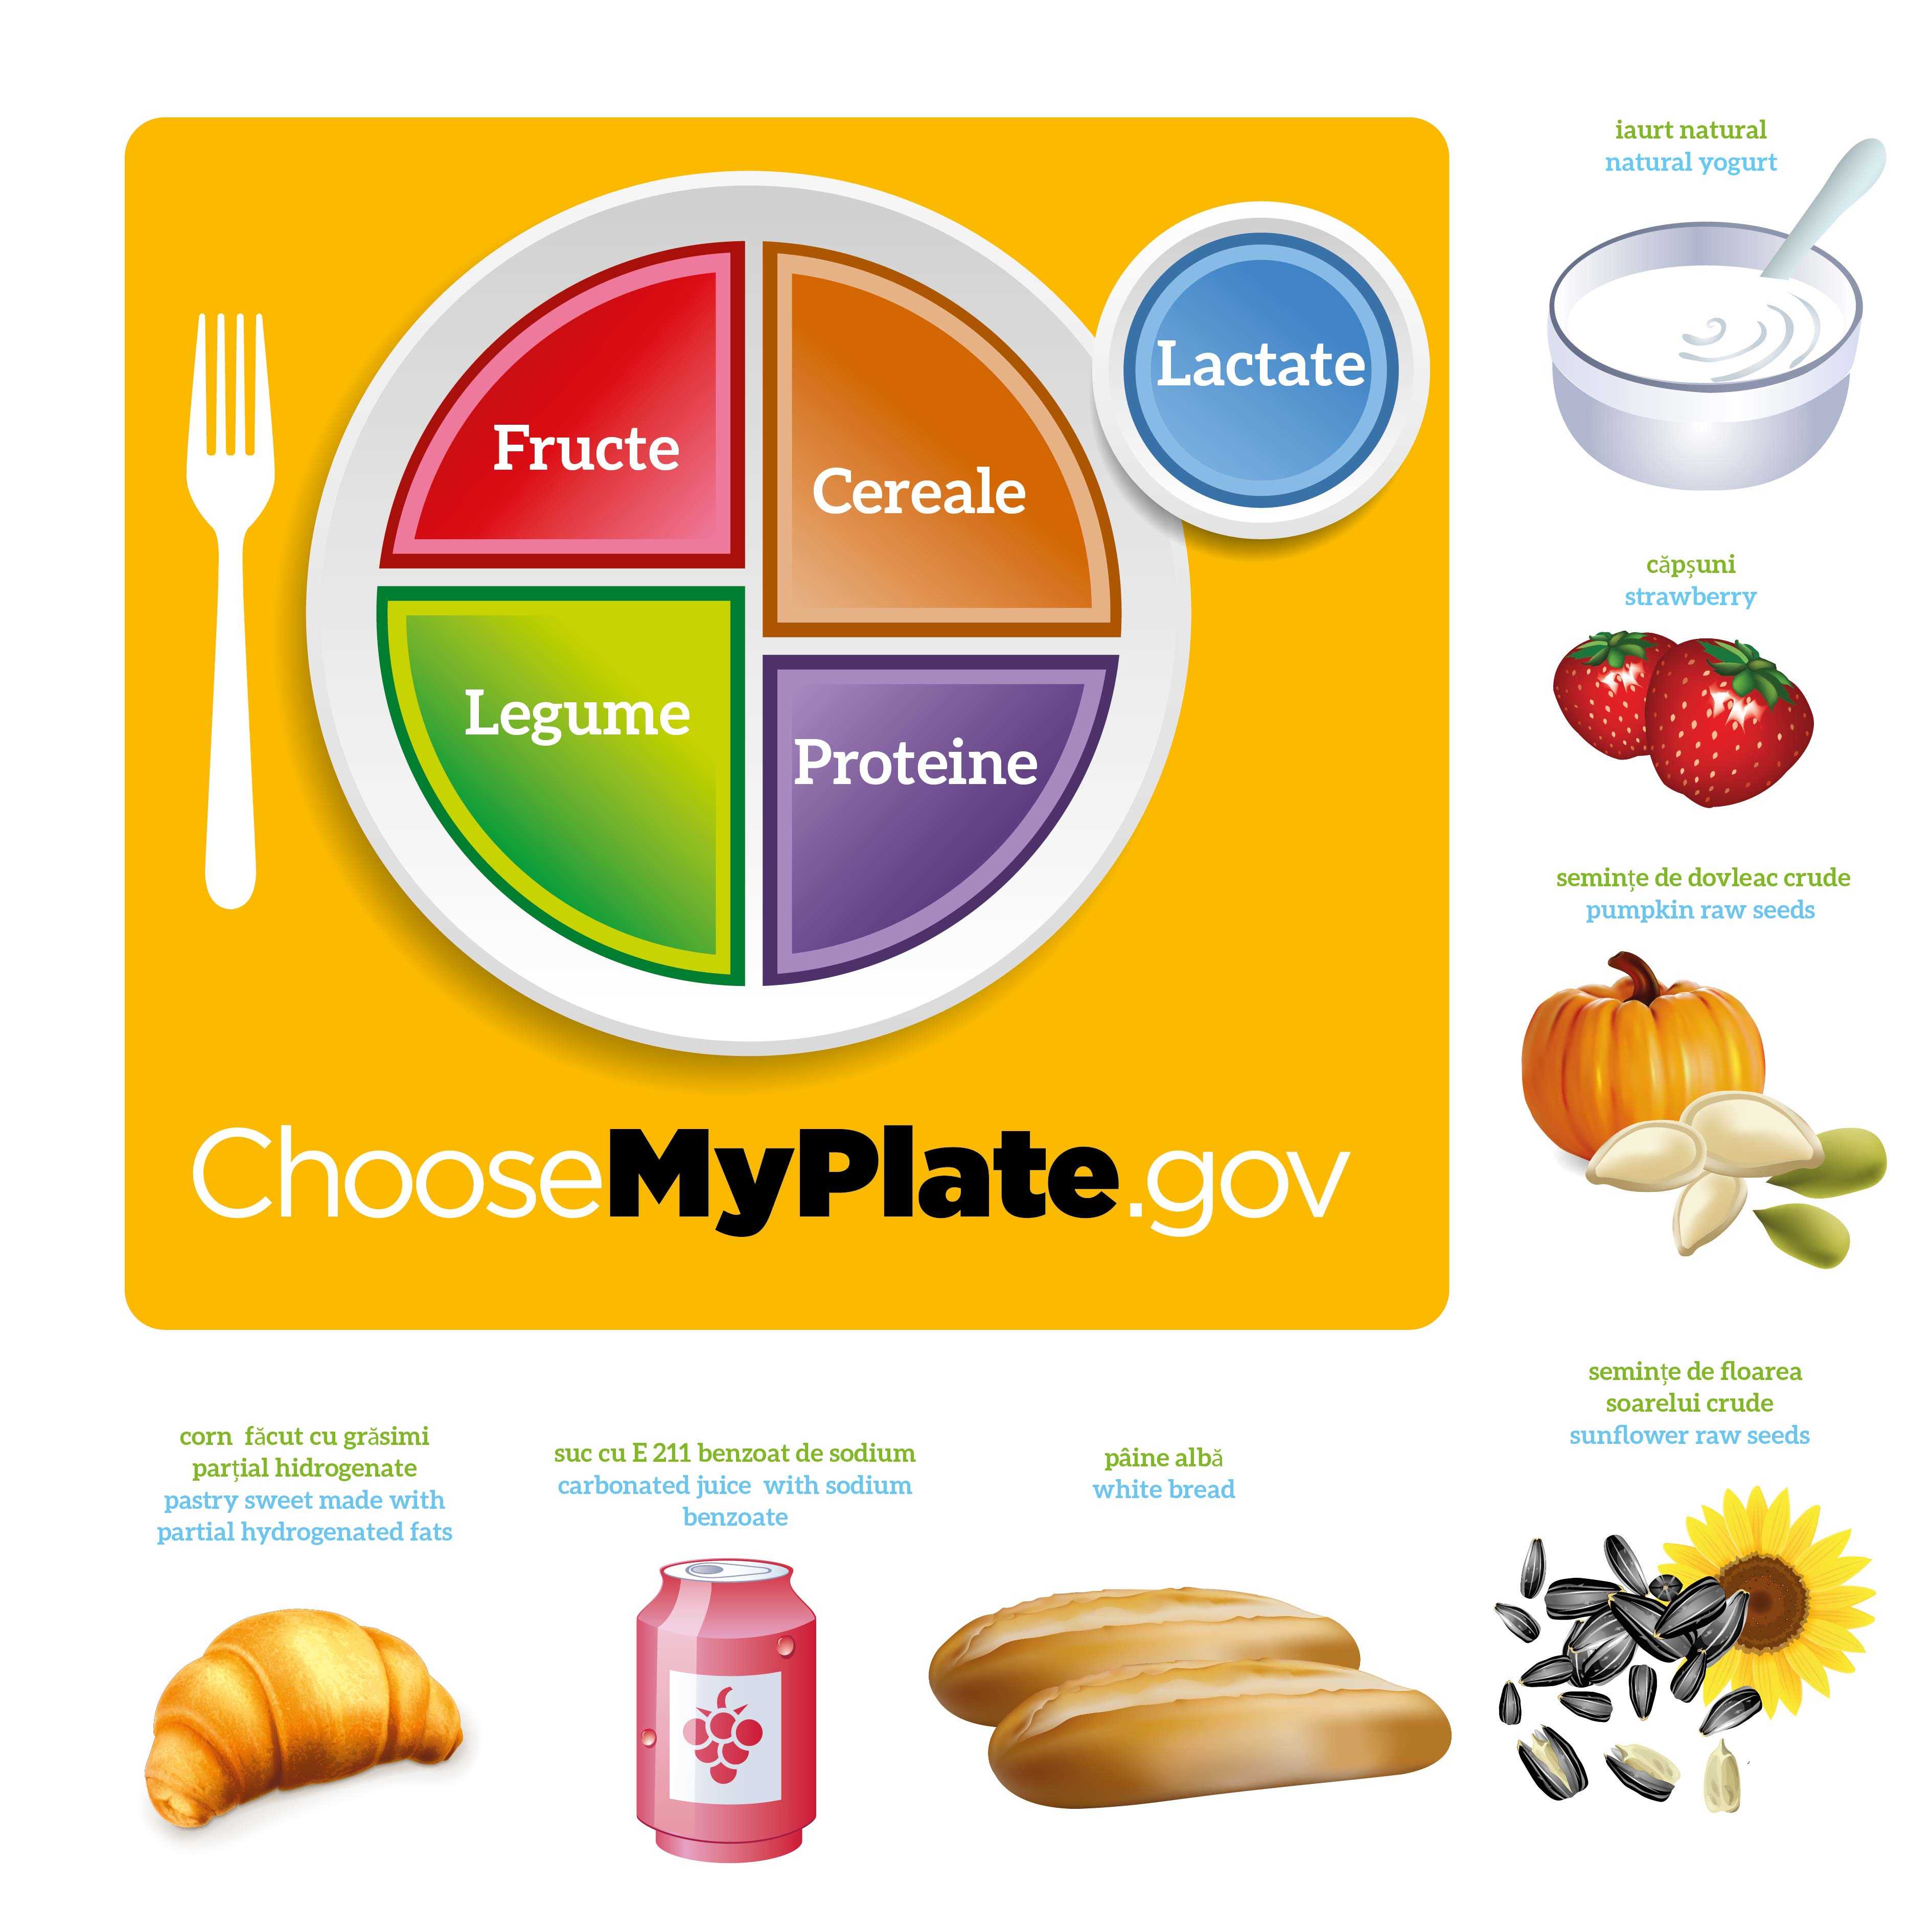 Fructe
Cereale
Lactate
Legume
Proteine
ChooseMyPlate.gov
iaurt natural
natural yogurt
căpșuni
strawberry
semințe de dovleac crude
pumpkin raw seeds
semințe de floarea
soarelui crude
sunflower raw seeds
corn  făcut cu grăsimi
parțial hidrogenate
pastry sweet made with
partial hydrogenated fats
suc cu E 211 benzoat de sodium
carbonated juice  with sodium
benzoate
pâine albă
white bread